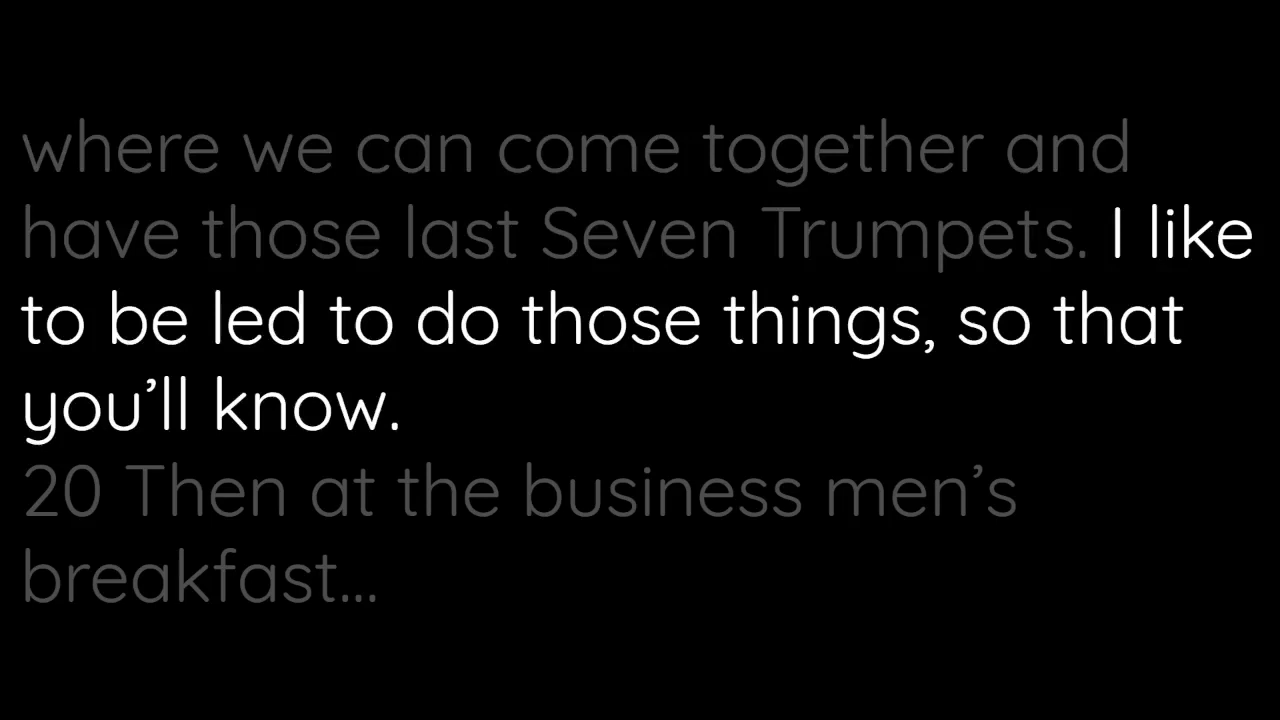 where we can come together and
have those last Seven Trumpets. I like
to be led to do those things, so that
you’ll know.
20 Then at the business men’s
breakfast...